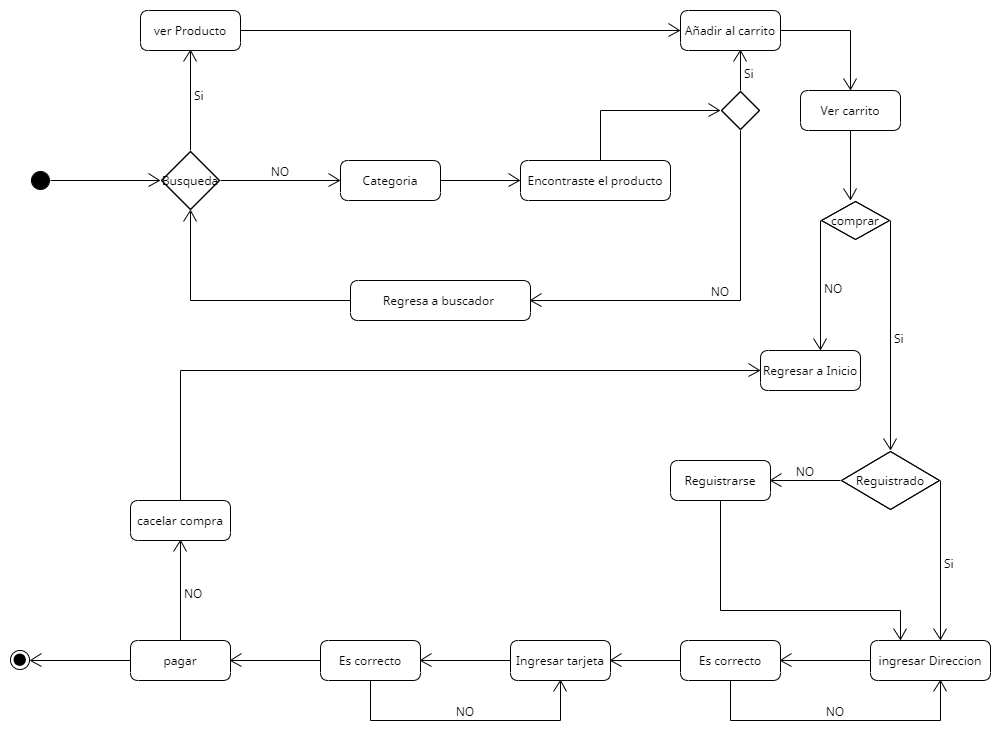 ver Producto
Añadir al carrito
Si
Si
Ver carrito
Busqueda
NO
Categoria
Encontraste el producto
comprar
NO
Regresa a buscador
NO
Si
Regresar a Inicio
Reguistrarse
NO
Reguistrado
cacelar compra
Si
NO
pagar
Es correcto
Ingresar tarjeta
Es correcto
ingresar Direccion
NO
NO